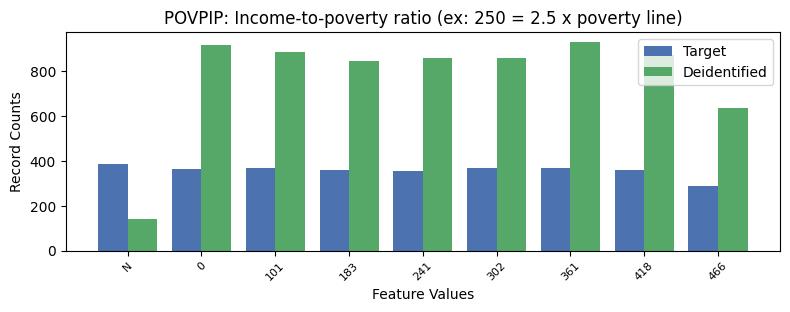 POVPIP: Income-to-poverty ratio (ex: 250 = 2.5 x poverty line)
Target
Deidentified
Record Counts
800
600
400
200
0
N 0 101 183 241 302 361 418 466
Feature Values